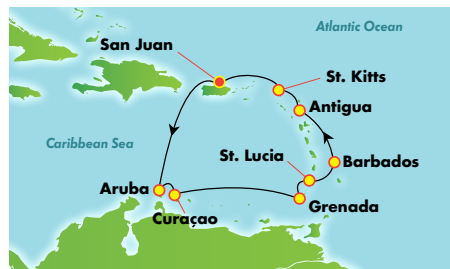 Atlantic Ocean
San Juan
St. Kitts
Antigua
Caribbean Sea
St. Lucia
Barbados
Aruba
Grenada
Curaçao